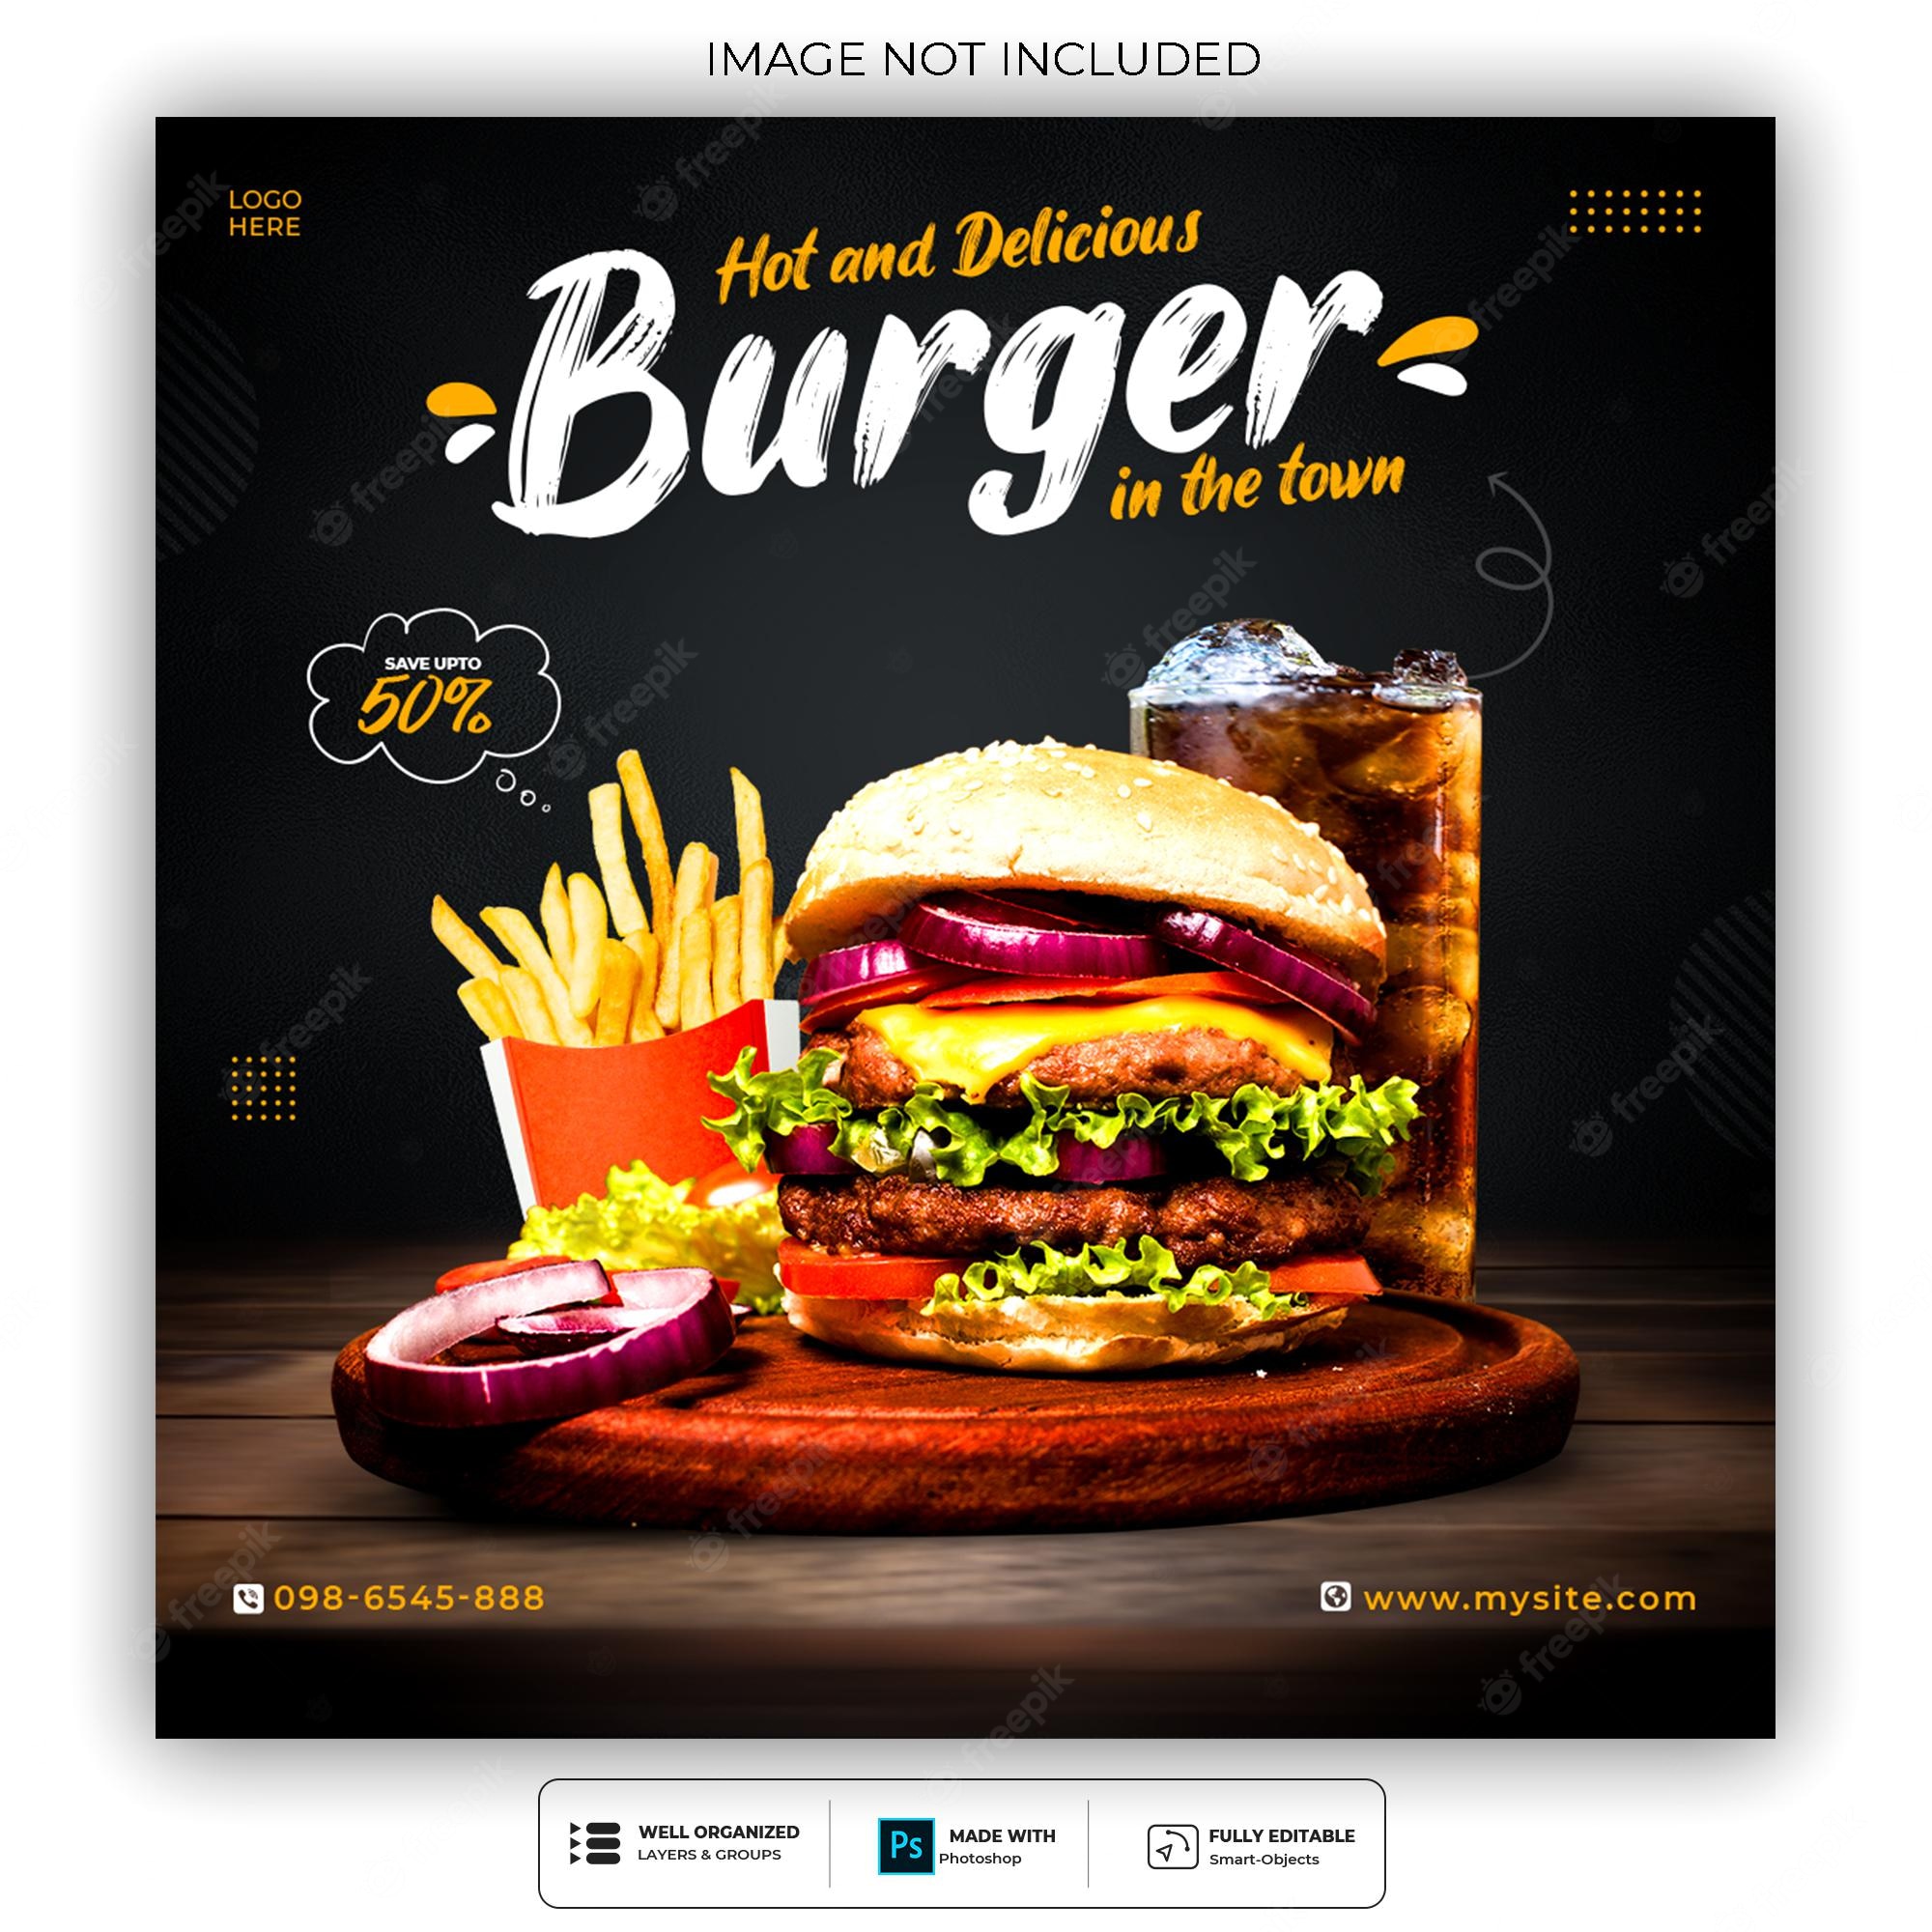 IMAGE NOT INCLUDED
LOGO
HERE
Hot and Delicious
Burger
in the town
SAVE UPTO
50%
098-6545-888
www.mysite.com
WELL ORGANIZED
LAYERS & GROUPS
Ps
MADE WITH
Photoshop
FULLY EDITABLE
Smart-Objects
freepik